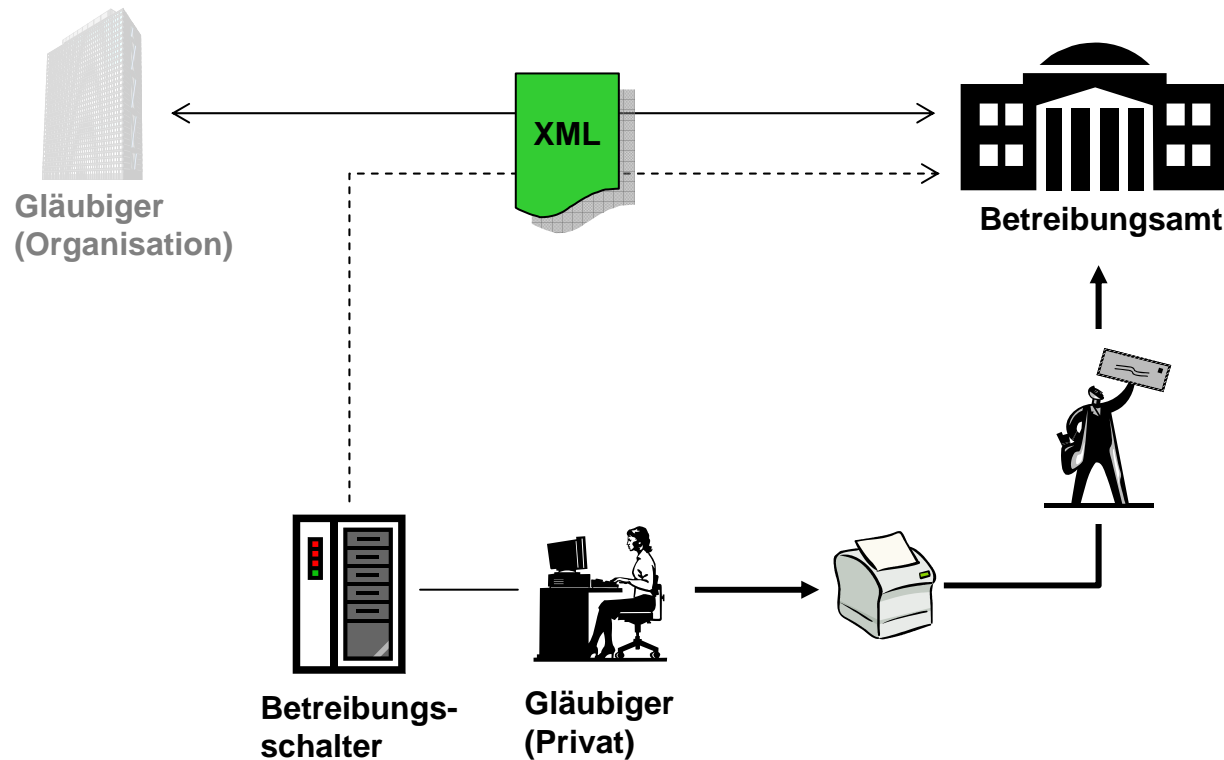 XML
Gläubiger
(Organisation)
Betreibungsamt
Betreibungs-
schalter
Gläubiger
(Privat)